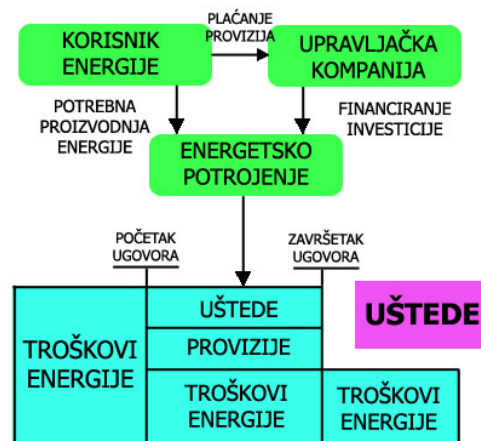 PLAĆANJE
PROVIZIJA
KORISNIK
ENERGIJE
UPRAVLJAČKA
KOMPANIJA
POTREBNA
PROIZVODNJA
ENERGIJE
FINANCIRANJE
INVESTICIJE
ENERGETSKO
POTROJENJE
POČETAK
UGOVORA
ZAVRŠETAK
UGOVORA
TROŠKOVI
ENERGIJE
UŠTEDE
PROVIZIJE
TROŠKOVI
ENERGIJE
UŠTEDE
TROŠKOVI
ENERGIJE